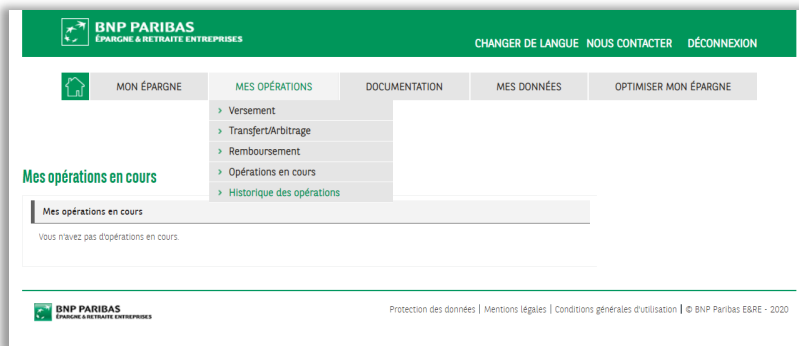 BNP PARIBAS
ÉPARGNE & RETRAITE ENTREPRISES
CHANGER DE LANGUE NOUS CONTACTER DÉCONNEXION
MON ÉPARGNE MES OPÉRATIONS DOCUMENTATION MES DONNÉES OPTIMISER MON ÉPARGNE
> Versement
> Transfert/Arbitrage
> Remboursement
> Opérations en cours
> Historique des opérations
Mes opérations en cours
Mes opérations en cours
Vous n'avez pas d'opérations en cours.
BNP PARIBAS
ÉPARGNE & RETRAITE ENTREPRISES
Protection des données | Mentions légales | Conditions générales d'utilisation | © BNP Paribas E&RE - 2020